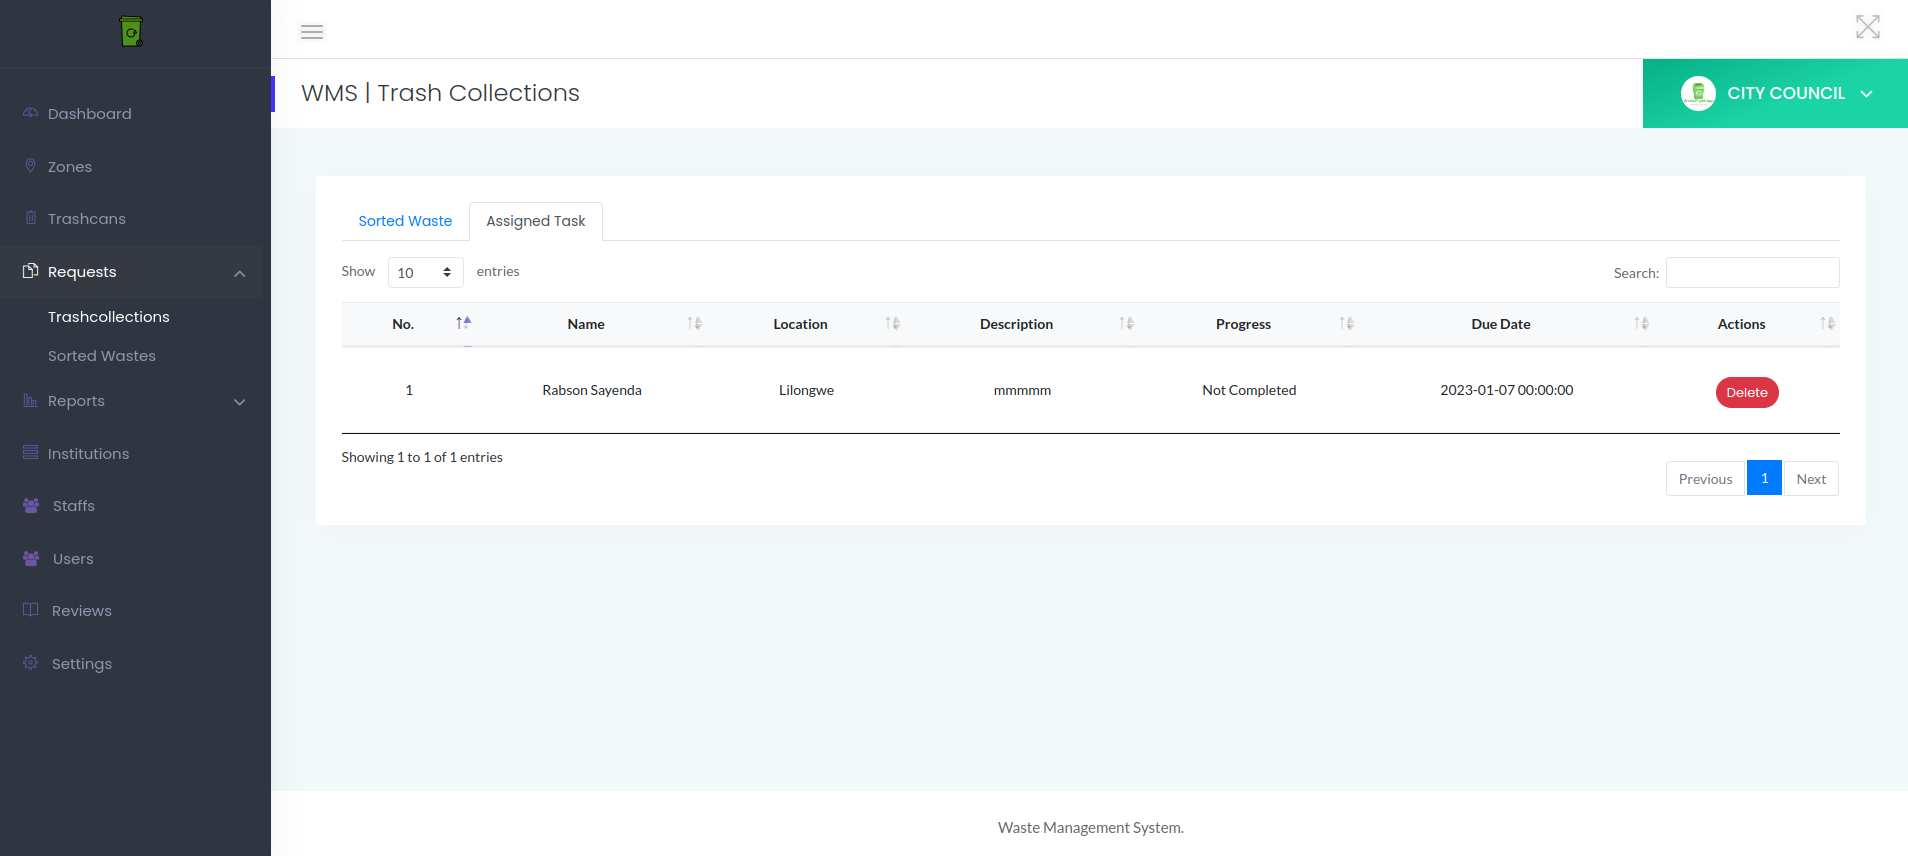 WMS | Trash Collections
CITY COUNCIL
Dashboard
Zones
Trashcans
Requests
Trashcollections
Sorted Wastes
Reports
Institutions
Staffs
Users
Reviews
Settings
Sorted Waste Assigned Task
Show 10 entries Search:
No. Name Location Description Progress Due Date Actions
1 Rabson Sayenda Lilongwe mmmmm Not Completed 2023-01-07 00:00:00 Delete
Showing 1 to 1 of 1 entries
Previous 1 Next
Waste Management System.